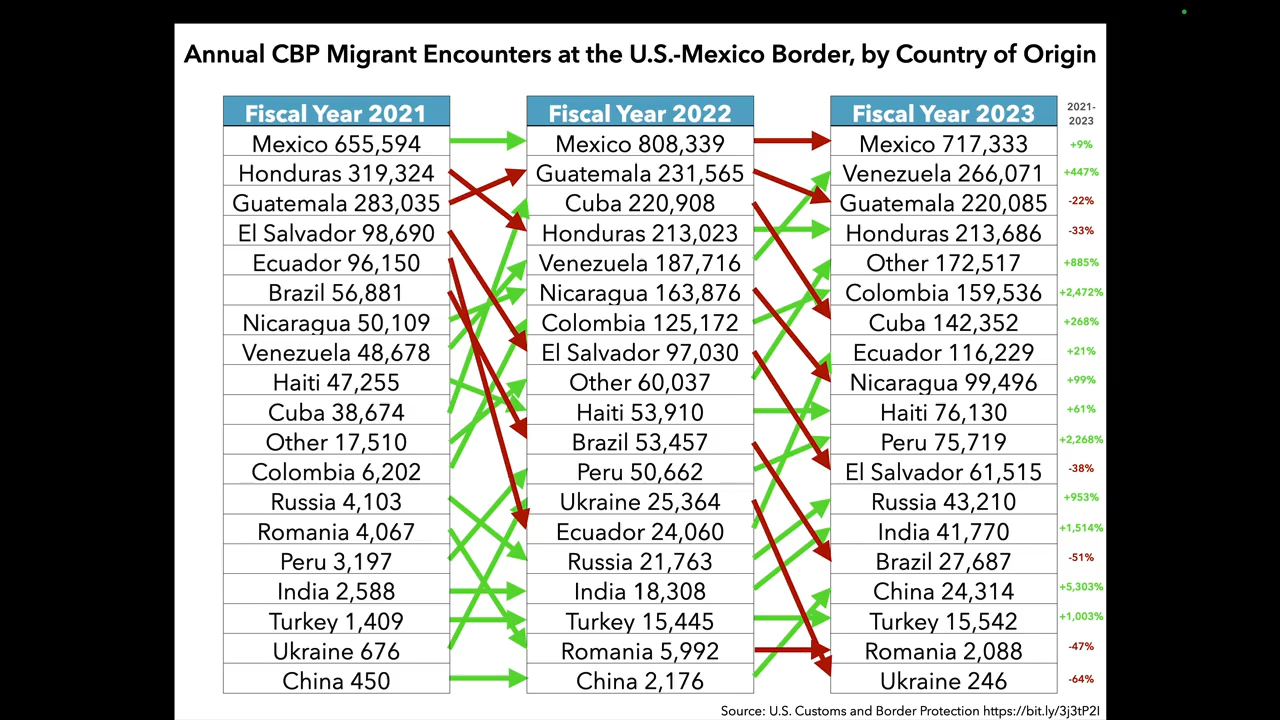 Annual CBP Migrant Encounters at the U.S.-Mexico Border, by Country of Origin
Fiscal Year 2021
Mexico 655,594
Honduras 319,324
Guatemala 283,035
El Salvador 98,690
Ecuador 96,150
Brazil 56,881
Nicaragua 50,109
Venezuela 48,678
Haiti 47,255
Cuba 38,674
Other 17,510
Colombia 6,202
Russia 4,103
Romania 4,067
Peru 3,197
India 2,588
Turkey 1,409
Ukraine 676
China 450
Fiscal Year 2022
Mexico 808,339
Guatemala 231,565
Cuba 220,908
Honduras 213,023
Venezuela 187,716
Nicaragua 163,876
Colombia 125,172
El Salvador 97,030
Other 60,037
Haiti 53,910
Brazil 53,457
Peru 50,662
Ukraine 25,364
Ecuador 24,060
Russia 21,763
India 18,308
Turkey 15,445
Romania 5,992
China 2,176
Fiscal Year 2023
Mexico 717,333
Venezuela 266,071
Guatemala 220,085
Honduras 213,686
Other 172,517
Colombia 159,536
Cuba 142,352
Ecuador 116,229
Nicaragua 99,496
Haiti 76,130
Peru 75,719
El Salvador 61,515
Russia 43,210
India 41,770
Brazil 27,687
China 24,314
Turkey 15,542
Romania 2,088
Ukraine 246
2021-
2023
+9%
+447%
-22%
-33%
+885%
+2,472%
+268%
+21%
+99%
+61%
+2,268%
-38%
+953%
+1,514%
-51%
+5,303%
+1,003%
-47%
-64%
Source: U.S. Customs and Border Protection https://bit.ly/3j3tP2I